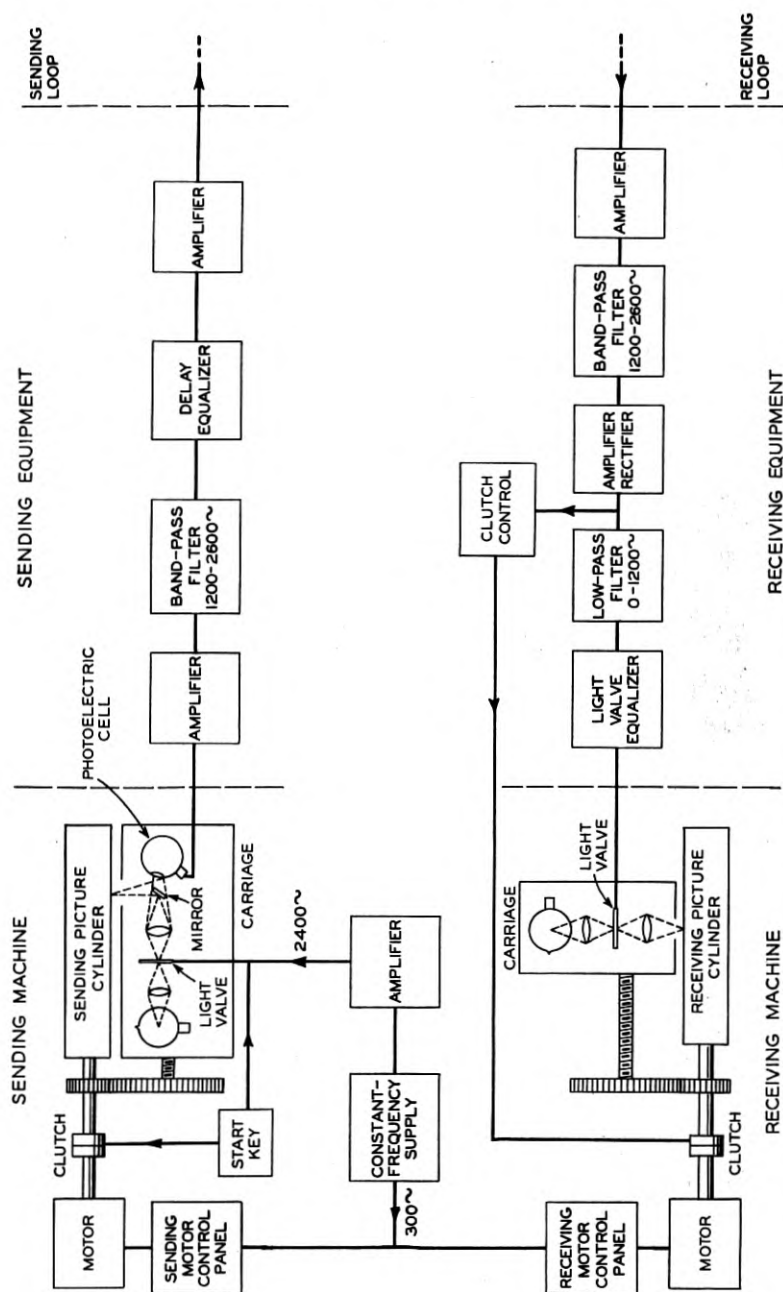 SENDING MACHINE
SENDING EQUIPMENT
SENDING
LOOP
MOTOR
CLUTCH
SENDING PICTURE
CYLINDER
PHOTOELECTRIC
CELL
MIRROR
LIGHT
VALVE
CARRIAGE
AMPLIFIER
BAND-PASS
FILTER
1200-2600~
DELAY
EQUALIZER
AMPLIFIER
START
KEY
2400~
SENDING
MOTOR
CONTROL
PANEL
CONSTANT-
FREQUENCY
SUPPLY
AMPLIFIER
300~
RECEIVING
MOTOR
CONTROL
PANEL
MOTOR
CLUTCH
CARRIAGE
LIGHT
VALVE
RECEIVING PICTURE
CYLINDER
LIGHT VALVE
EQUALIZER
LOW-PASS
FILTER
0-1200~
CLUTCH
CONTROL
AMPLIFIER
RECTIFIER
BAND-PASS
FILTER
1200-2600~
AMPLIFIER
RECEIVING MACHINE
RECEIVING EQUIPMENT
RECEIVING
LOOP